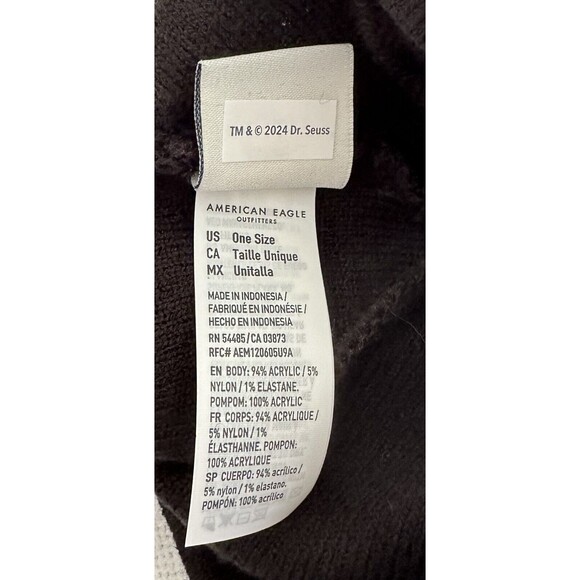 TM & © 2024 Dr. Seuss
AMERICAN EAGLE
OUTFITTERS
US One Size
CA Taille Unique
MX Unitalla
MADE IN INDONESIA /
FABRIQUÉ EN INDONÉSIE /
HECHO EN INDONESIA
RN 54485 / CA 03873
RFC# AEM120605U9A
EN BODY: 94% ACRYLIC / 5%
NYLON / 1% ELASTANE.
POMPOM: 100% ACRYLIC
FR CORPS: 94% ACRYLIQUE /
5% NYLON / 1%
ÉLASTHANNE. POMPON:
100% ACRYLIQUE
SP CUERPO: 94% acrílico /
5% nylon / 1% elastano.
POMPÓN: 100% acrílico